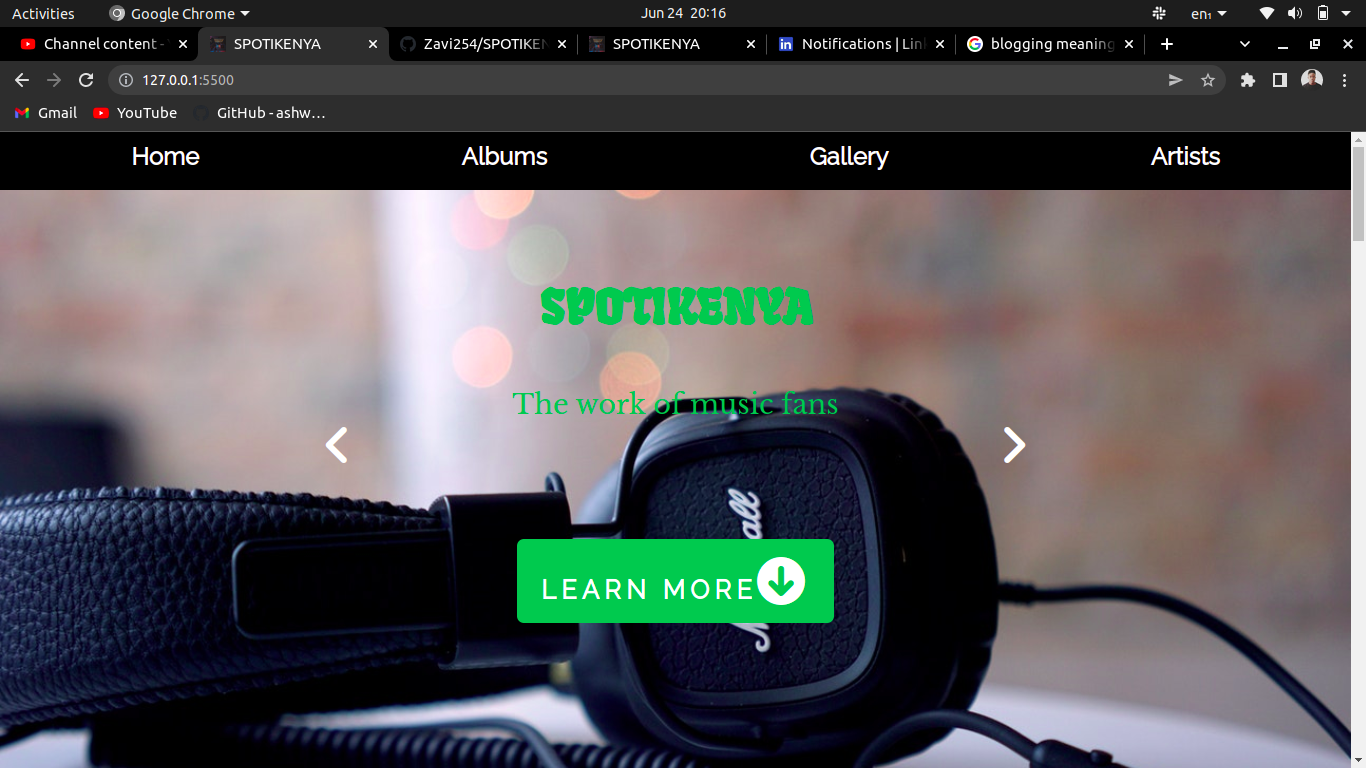 Activities Google Chrome Jun 24 20:16 en₁
Channel content - SPOTIKENYA Zavi254/SPOTIKEN SPOTIKENYA Notifications | Lin blogging meaning
127.0.0.1:5500
Gmail YouTube GitHub - ashw…
Home Albums Gallery Artists
SPOTIKENYA
The work of music fans
LEARN MORE